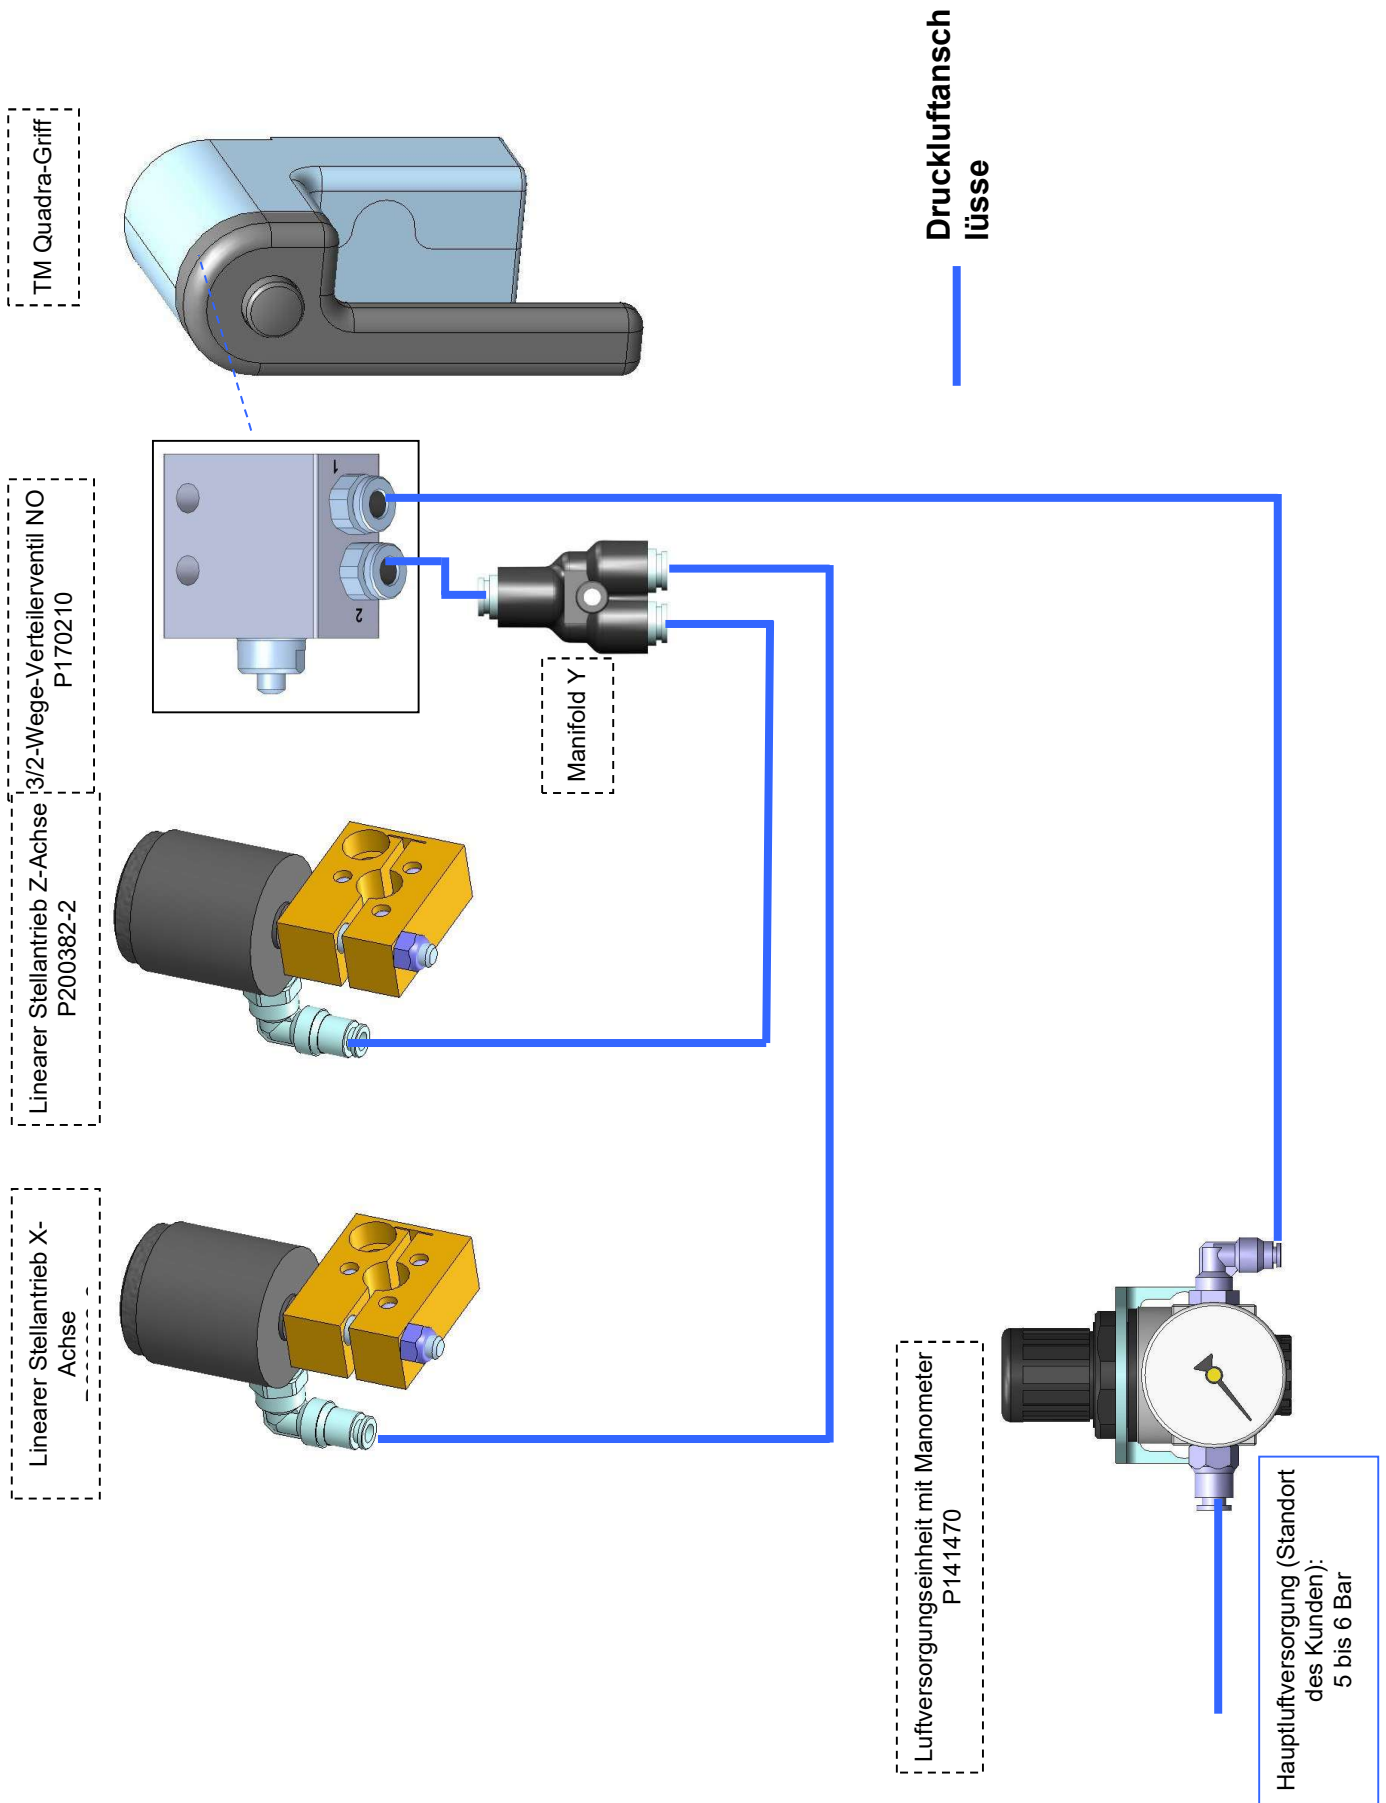 Linearer Stellantrieb X-
Achse
Linearer Stellantrieb Z-Achse
P200382-2
3/2-Wege-Verteilerventil NO
P170210
TM Quadra-Griff
1
2
Manifold Y
Druckluftansch
lüsse
Luftversorgungseinheit mit Manometer
P141470
Hauptluftversorgung (Standort
des Kunden):
5 bis 6 Bar